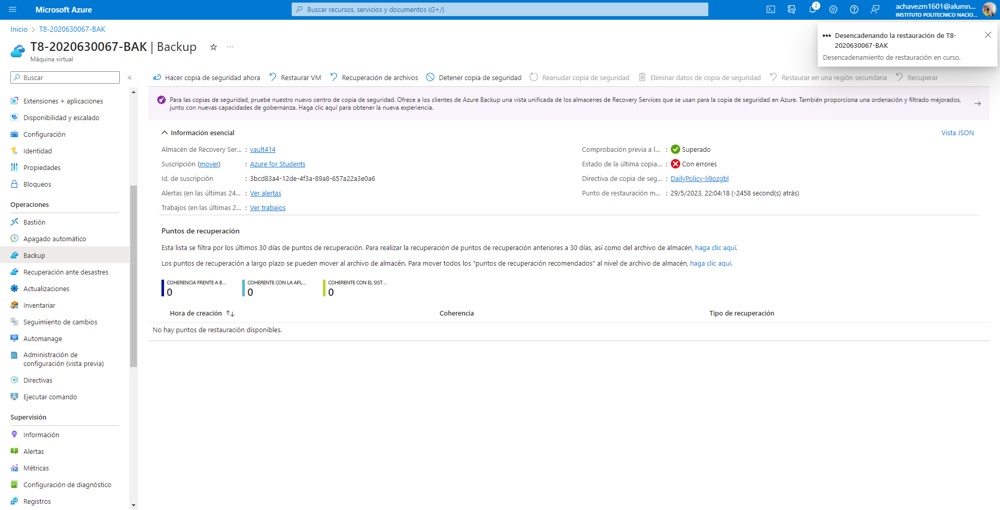 Microsoft Azure
Buscar recursos, servicios y documentos (G+/)
2
achavezm1601@alumn...
INSTITUTO POLITECNICO NACIO...
Inicio > T8-2020630067-BAK
T8-2020630067-BAK | Backup
Máquina virtual
Desencadenando la restauración de T8-
2020630067-BAK
Desencadenamiento de restauración en curso.
Buscar
Hacer copia de seguridad ahora Restaurar VM Recuperación de archivos Detener copia de seguridad Reanudar copia de seguridad Eliminar datos de copia de seguridad Restaurar en una región secundaria Recuperar
Extensiones + aplicaciones
Disponibilidad y escalado
Configuración
Identidad
Propiedades
Bloqueos
Operaciones
Bastión
Apagado automático
Backup
Recuperación ante desastres
Actualizaciones
Inventariar
Seguimiento de cambios
Automanage
Administración de
configuración (vista previa)
Directivas
Ejecutar comando
Supervisión
Información
Alertas
Métricas
Configuración de diagnóstico
Registros
Para las copias de seguridad, pruebe nuestro nuevo centro de copia de seguridad. Ofrece a los clientes de Azure Backup una vista unificada de los almacenes de Recovery Services que se usan para la copia de seguridad en Azure. También proporciona una ordenación y filtrado mejorados,
junto con nuevas capacidades de gobernanza. Haga clic aquí para obtener la nueva experiencia.
Información esencial
Vista JSON
Almacén de Recovery Ser... : vault414
Suscripción (mover) : Azure for Students
Id. de suscripción : 3bcd83a4-12de-4f3a-89a8-657a22a3e0a6
Alertas (en las últimas 24... : Ver alertas
Trabajos (en las últimas 2... : Ver trabajos
Comprobación previa a l... : Superado
Estado de la última copia... : Con errores
Directiva de copia de seg... : DailyPolicy-li9ozgbl
Punto de restauración m... : 29/5/2023, 22:04:18 (-2458 second(s) atrás)
Puntos de recuperación
Esta lista se filtra por los últimos 30 días de puntos de recuperación. Para realizar la recuperación de puntos de recuperación anteriores a 30 días, así como del archivo de almacén, haga clic aquí.
Los puntos de recuperación a largo plazo se pueden mover al archivo de almacén. Para mover todos los "puntos de recuperación recomendados" al nivel de archivo de almacén, haga clic aquí.
COHERENCIA FRENTE A B...
0
COHERENTE CON LA APL...
0
COHERENTE CON EL SIST...
0
Hora de creación Coherencia Tipo de recuperación
No hay puntos de restauración disponibles.